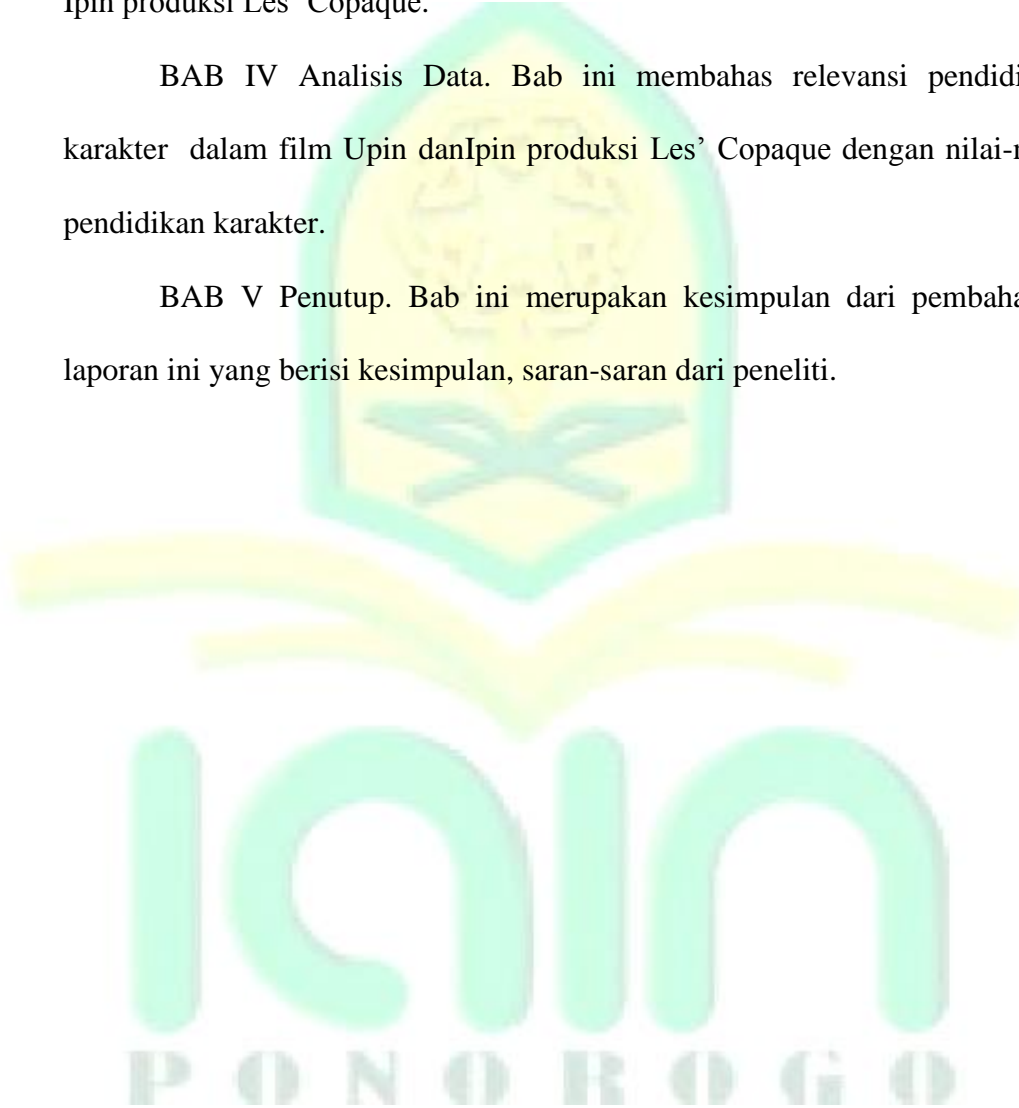 Ipin produksi Les’ Copaque.
BAB IV Analisis Data. Bab ini membahas relevansi pendidi
karakter dalam film Upin danIpin produksi Les’ Copaque dengan nilai-n
pendidikan karakter.
BAB V Penutup. Bab ini merupakan kesimpulan dari pembaha
laporan ini yang berisi kesimpulan, saran-saran dari peneliti.
iain
PONOROGO